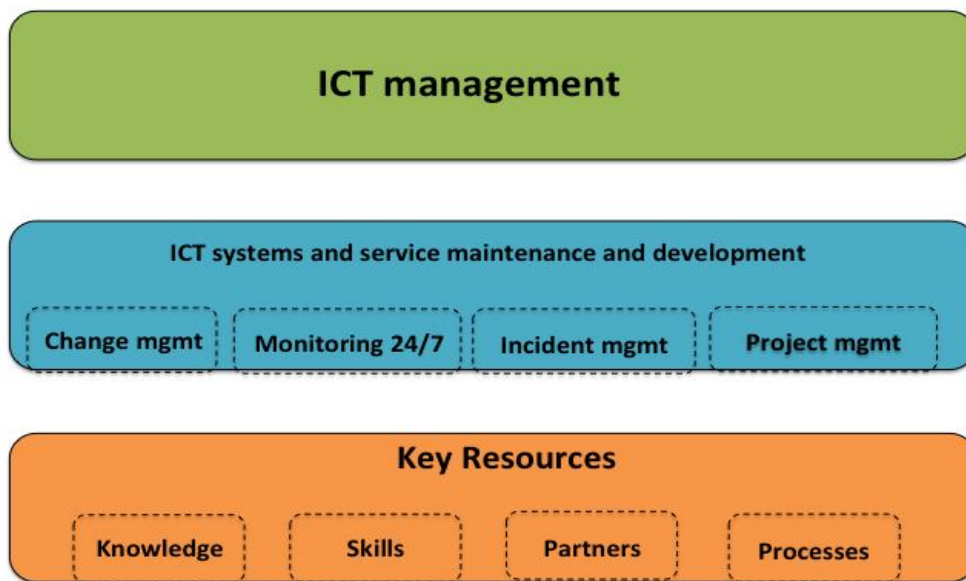 ICT management
ICT systems and service maintenance and development
Change mgmt
Monitoring 24/7
Incident mgmt
Project mgmt
Key Resources
Knowledge
Skills
Partners
Processes